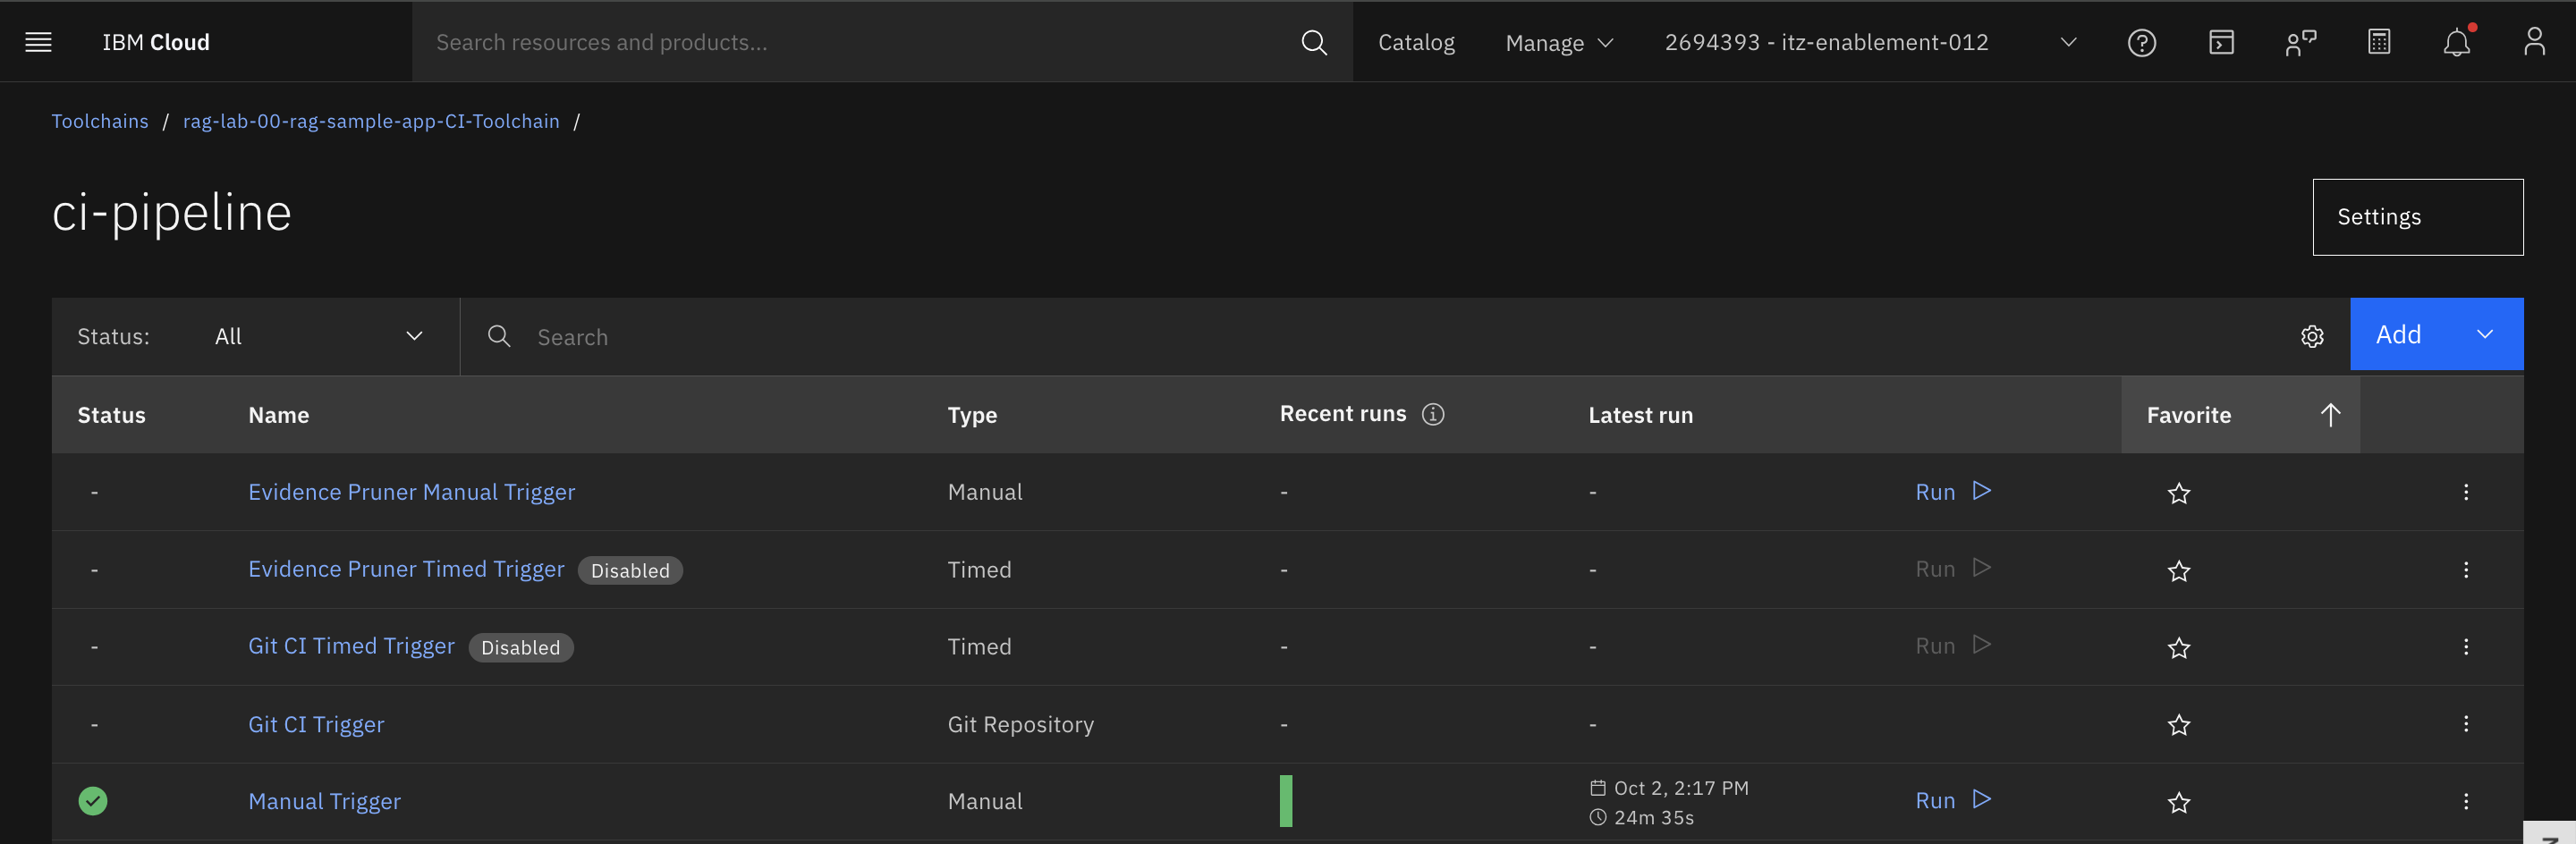 IBM Cloud
Search resources and products...
Catalog
Manage
2694393 - itz-enablement-012
Toolchains / rag-lab-00-rag-sample-app-CI-Toolchain /
ci-pipeline
Settings
Status: All
Search
Add
Status Name Type Recent runs Latest run Favorite
- Evidence Pruner Manual Trigger Manual - - Run
- Evidence Pruner Timed Trigger Disabled Timed - - Run
- Git CI Timed Trigger Disabled Timed - - Run
- Git CI Trigger Git Repository - -
Manual Trigger Manual Oct 2, 2:17 PM Run
24m 35s